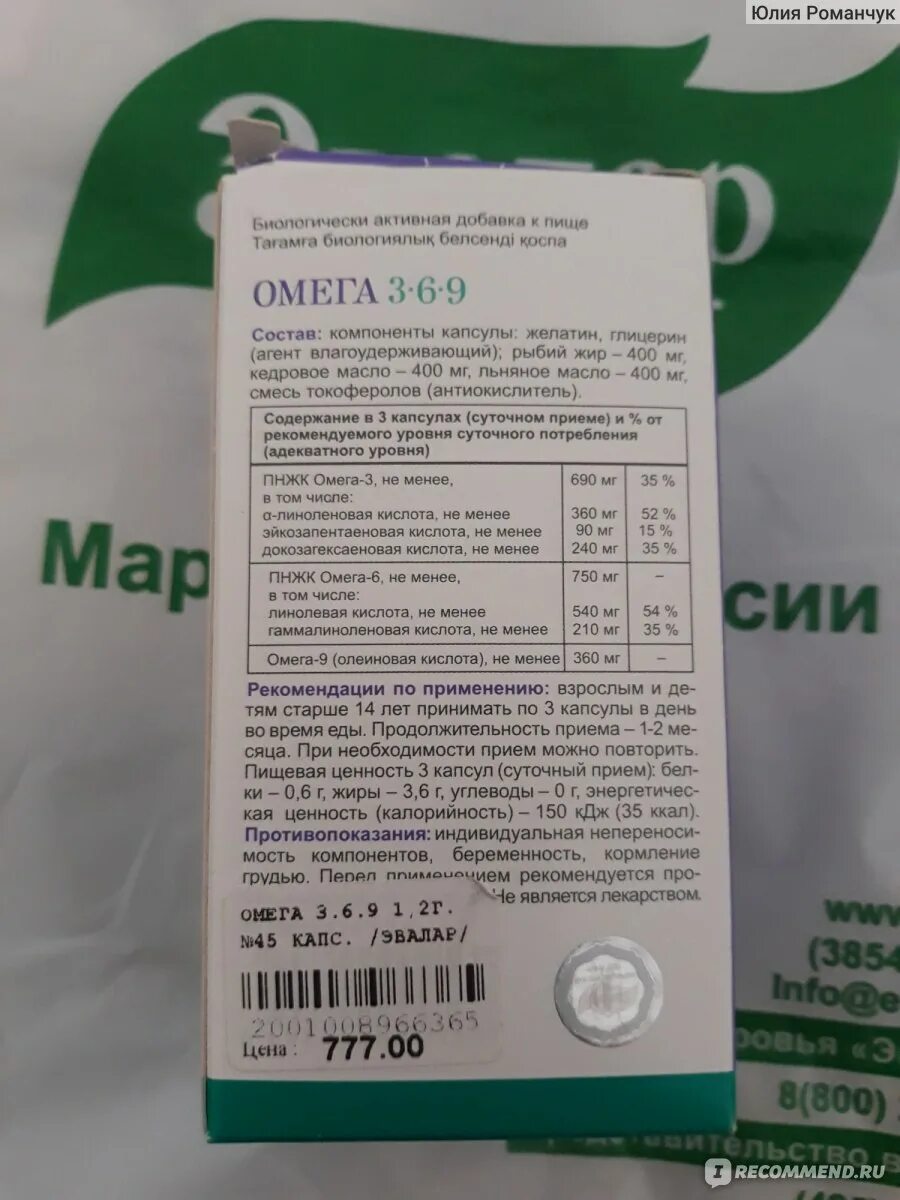 Юлия Романчук
Биологически активная добавка к пище
Тағамға биологиялық белсенді қоспа
ОМЕГА 3·6·9
Состав: компоненты капсулы: желатин, глицерин
(агент влагоудерживающий); рыбий жир – 400 мг,
кедровое масло – 400 мг, льняное масло – 400 мг,
смесь токоферолов (антиокислитель).
Содержание в 3 капсулах (суточном приеме) и % от
рекомендуемого уровня суточного потребления
(адекватного уровня)
ПНЖК Омега-3, не менее, 690 мг 35 %
в том числе:
α-линоленовая кислота, не менее 360 мг 52 %
эйкозапентаеновая кислота, не менее 90 мг 15 %
докозагексаеновая кислота, не менее 240 мг 35 %
ПНЖК Омега-6, не менее, 750 мг –
в том числе:
линолевая кислота, не менее 540 мг 54 %
гаммалиноленовая кислота, не менее 210 мг 35 %
Омега-9 (олеиновая кислота), не менее 360 мг –
Рекомендации по применению: взрослым и де-
тям старше 14 лет принимать по 3 капсулы в день
во время еды. Продолжительность приема – 1-2 ме-
сяца. При необходимости прием можно повторить.
Пищевая ценность 3 капсул (суточный прием): бел-
ки – 0,6 г, жиры – 3,6 г, углеводы – 0 г, энергетичес-
кая ценность (калорийность) – 150 кДж (35 ккал).
Противопоказания: индивидуальная непереноси-
мость компонентов, беременность, кормление
грудью. Перед применением рекомендуется про-
Не является лекарством.
ОМЕГА 3.6.9 1,2Г.
№45 КАПС. /ЭВАЛАР/
2001008966365
Цена: 777.00
Мар
сии
www.
(3854
Info@e
ровья «Э
8(800)
IRECOMMEND.RU